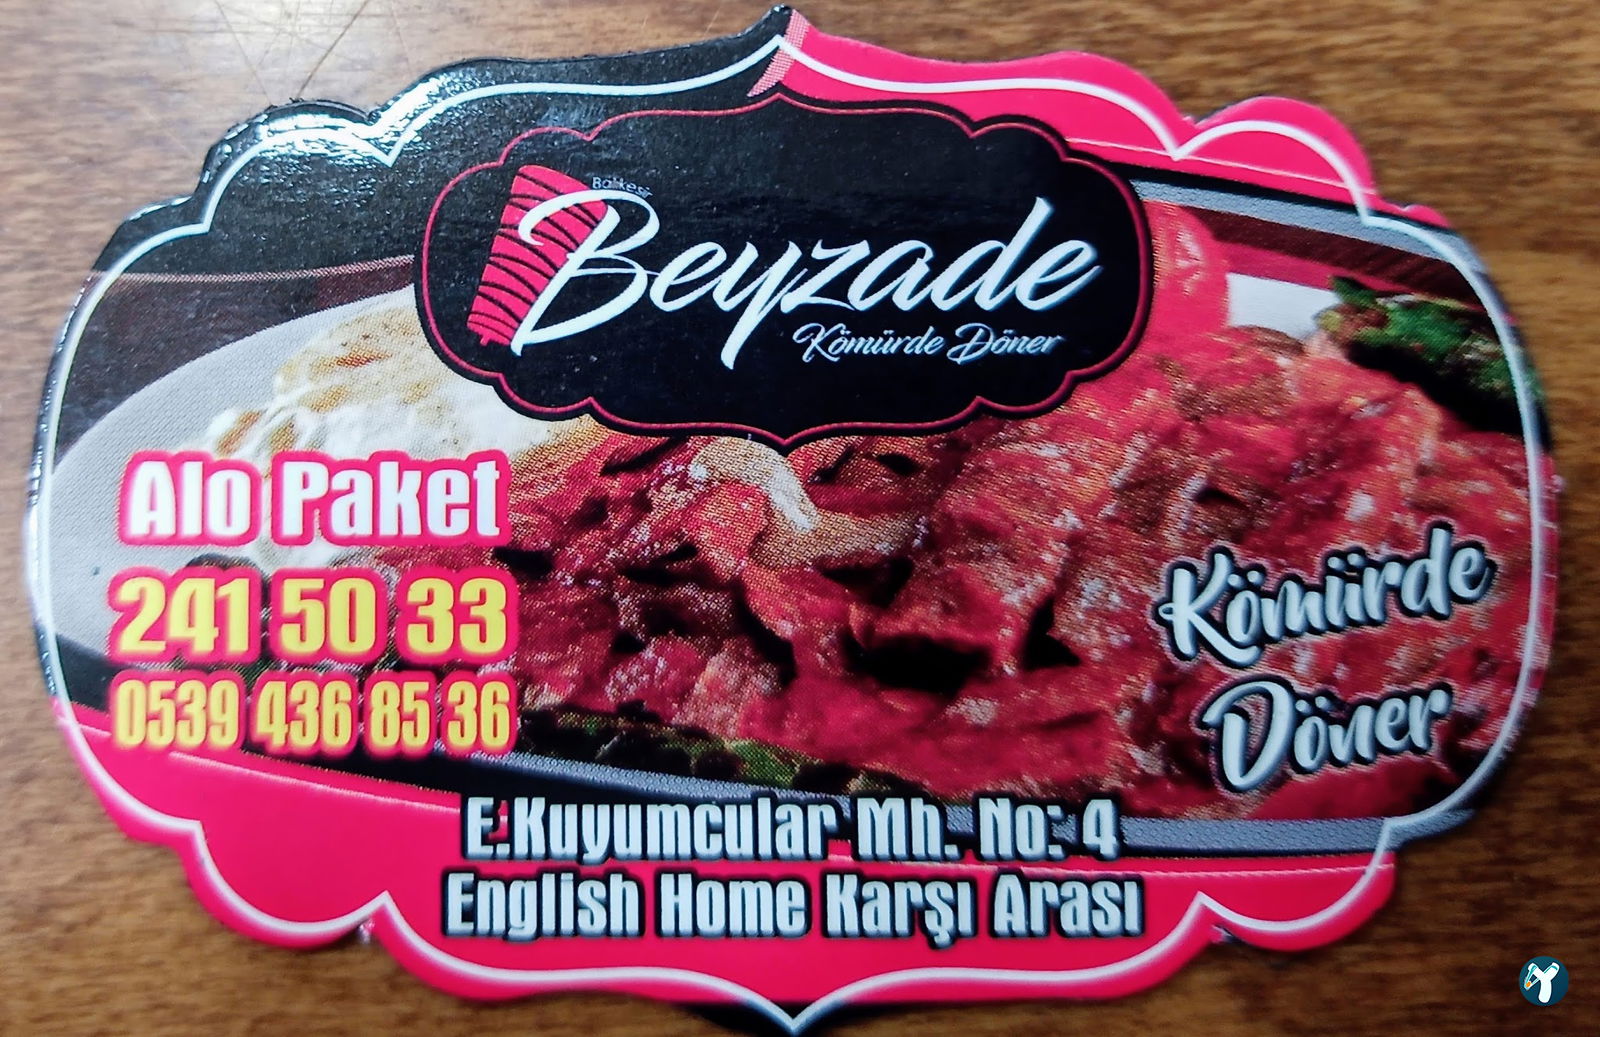 Balıkesir
Beyzade
Kömürde Döner
Alo Paket
241 50 33
0539 436 85 36
Kömürde
Döner
E.Kuyumcular Mh. No: 4
English Home Karşı Arası